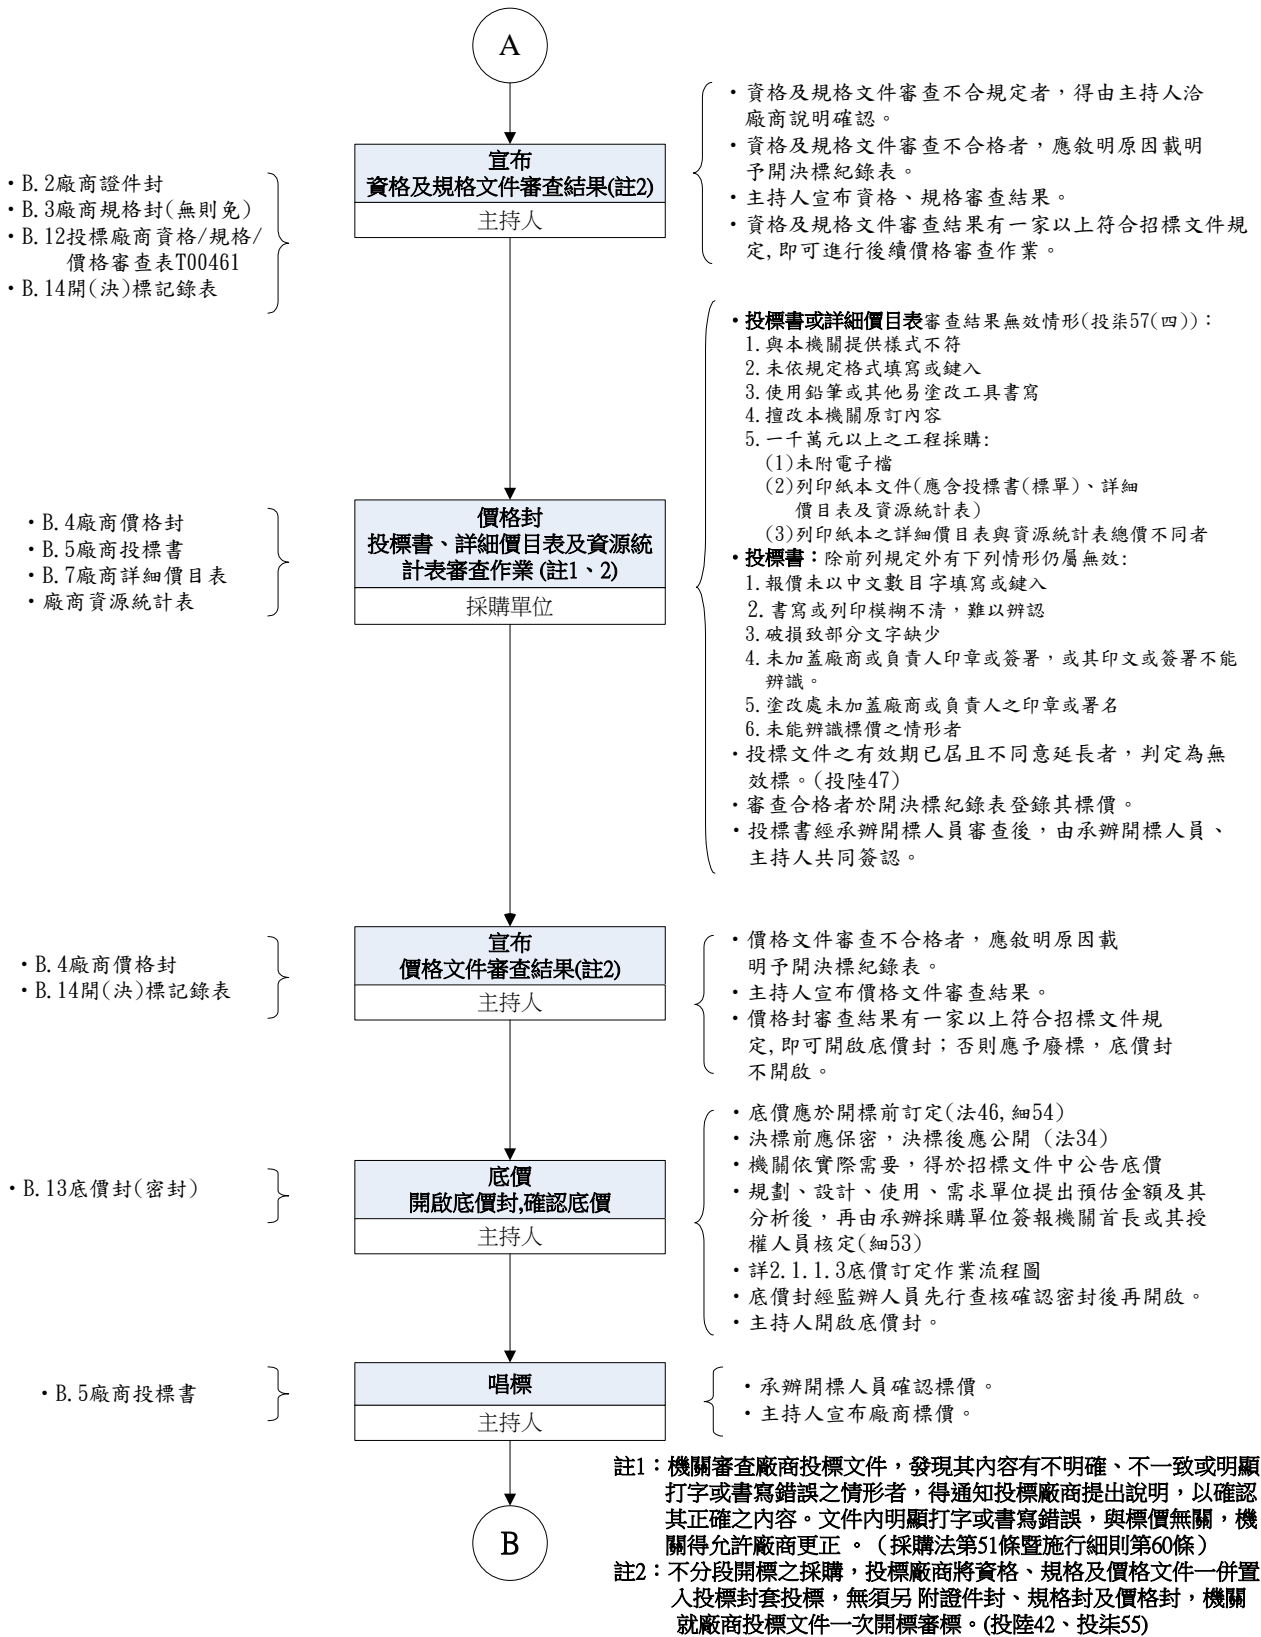 A
宣布
資格及規格文件審查結果(註2)
主持人
・B.2廠商證件封
・B.3廠商規格封(無則免)
・B.12投標廠商資格/規格/
價格審查表T00461
・B.14開(決)標記錄表
・資格及規格文件審查不合規定者，得由主持人洽
廠商說明確認。
・資格及規格文件審查不合格者，應敘明原因載明
予開決標紀錄表。
・主持人宣布資格、規格審查結果。
・資格及規格文件審查結果有一家以上符合招標文件規
定,即可進行後續價格審查作業。
價格封
投標書、詳細價目表及資源統
計表審查作業 (註1、2)
採購單位
・B.4廠商價格封
・B.5廠商投標書
・B.7廠商詳細價目表
・廠商資源統計表
・投標書或詳細價目表審查結果無效情形(投柒57(四))：
1.與本機關提供樣式不符
2.未依規定格式填寫或鍵入
3.使用鉛筆或其他易塗改工具書寫
4.擅改本機關原訂內容
5.一千萬元以上之工程採購:
(1)未附電子檔
(2)列印紙本文件(應含投標書(標單)、詳細
價目表及資源統計表)
(3)列印紙本之詳細價目表與資源統計表總價不同者
・投標書：除前列規定外有下列情形仍屬無效:
1.報價未以中文數目字填寫或鍵入
2.書寫或列印模糊不清，難以辨認
3.破損致部分文字缺少
4.未加蓋廠商或負責人印章或簽署，或其印文或簽署不能
辨識。
5.塗改處未加蓋廠商或負責人之印章或署名
6.未能辨識標價之情形者
・投標文件之有效期已屆且不同意延長者，判定為無
效標。(投陸47)
・審查合格者於開決標紀錄表登錄其標價。
・投標書經承辦開標人員審查後，由承辦開標人員、
主持人共同簽認。
宣布
價格文件審查結果(註2)
主持人
・B.4廠商價格封
・B.14開(決)標記錄表
・價格文件審查不合格者，應敘明原因載
明予開決標紀錄表。
・主持人宣布價格文件審查結果。
・價格封審查結果有一家以上符合招標文件規
定,即可開啟底價封；否則應予廢標，底價封
不開啟。
底價
開啟底價封,確認底價
主持人
・B.13底價封(密封)
・底價應於開標前訂定(法46,細54)
・決標前應保密，決標後應公開 (法34)
・機關依實際需要，得於招標文件中公告底價
・規劃、設計、使用、需求單位提出預估金額及其
分析後，再由承辦採購單位簽報機關首長或其授
權人員核定(細53)
・詳2.1.1.3底價訂定作業流程圖
・底價封經監辦人員先行查核確認密封後再開啟。
・主持人開啟底價封。
唱標
主持人
・B.5廠商投標書
・承辦開標人員確認標價。
・主持人宣布廠商標價。
B
註1：機關審查廠商投標文件，發現其內容有不明確、不一致或明顯
打字或書寫錯誤之情形者，得通知投標廠商提出說明，以確認
其正確之內容。文件內明顯打字或書寫錯誤，與標價無關，機
關得允許廠商更正 。（採購法第51條暨施行細則第60條）
註2：不分段開標之採購，投標廠商將資格、規格及價格文件一併置
入投標封套投標，無須另 附證件封、規格封及價格封，機關
就廠商投標文件一次開標審標。(投陸42、投柒55)